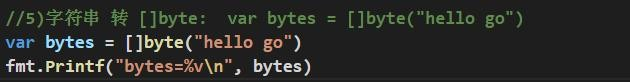 //5)字符串 转 []byte:  var bytes = []byte("hello go")
var bytes = []byte("hello go")
fmt.Printf("bytes=%v\n", bytes)